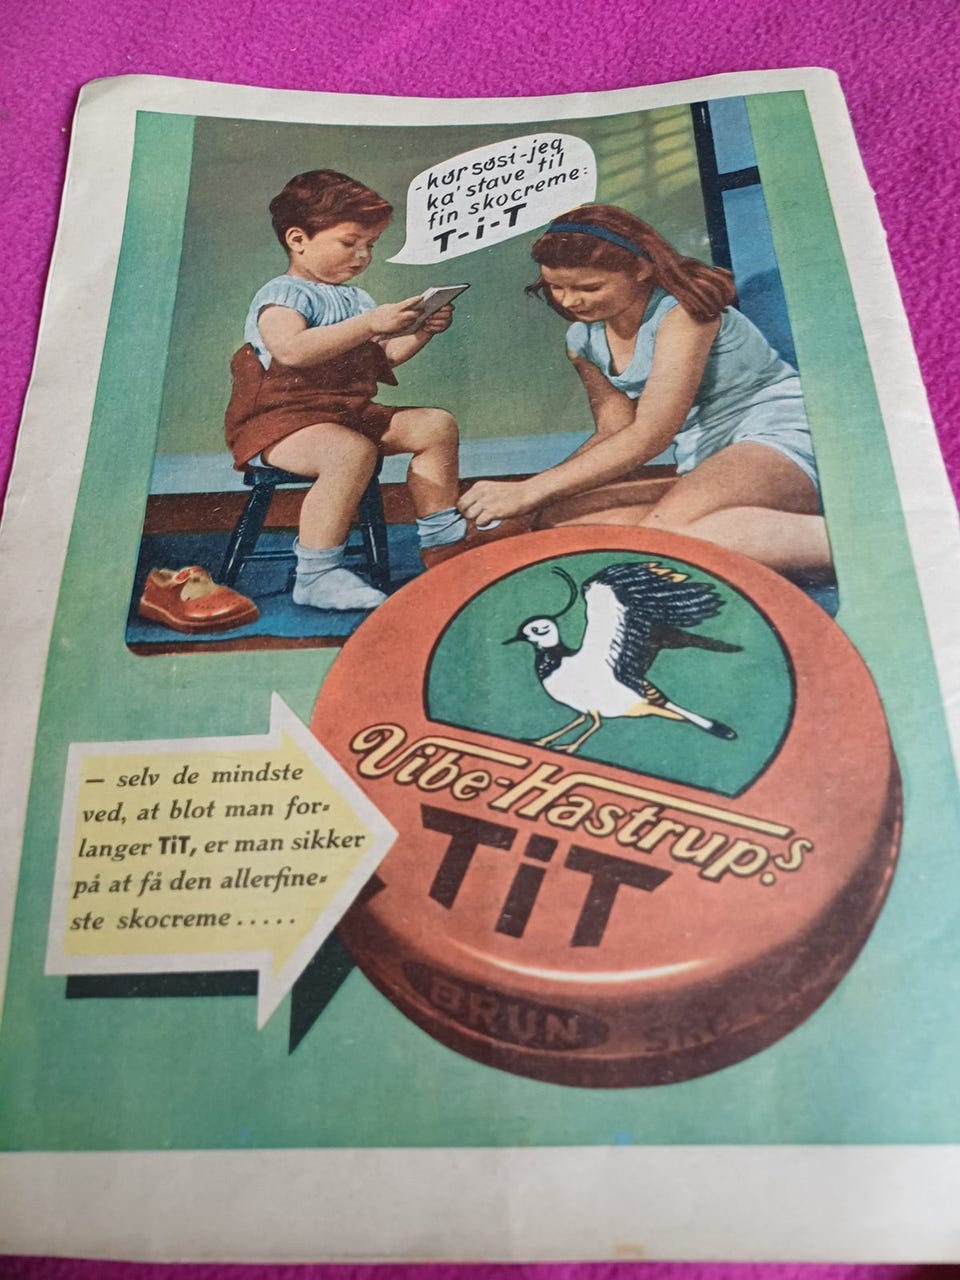 - hør søsi - jeg
ka' stave til
fin skocreme:
T-i-T
Vibe-Hastrup.s
TiT
BRUN
— selv de mindste
ved, at blot man for-
langer TiT, er man sikker
på at få den allerfine-
ste skocreme . . . . .